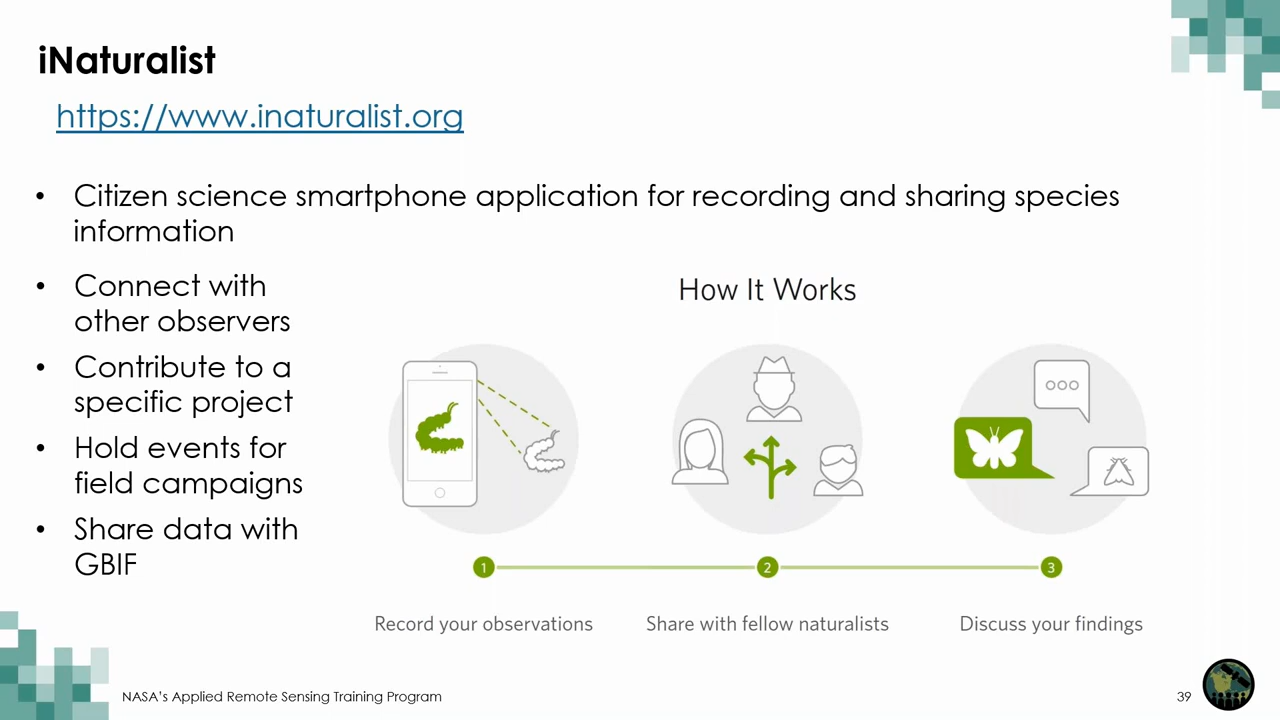 iNaturalist
https://www.inaturalist.org
• Citizen science smartphone application for recording and sharing species
information
• Connect with
other observers
• Contribute to a
specific project
• Hold events for
field campaigns
• Share data with
GBIF
How It Works
1
2
3
Record your observations
Share with fellow naturalists
Discuss your findings
NASA's Applied Remote Sensing Training Program
39